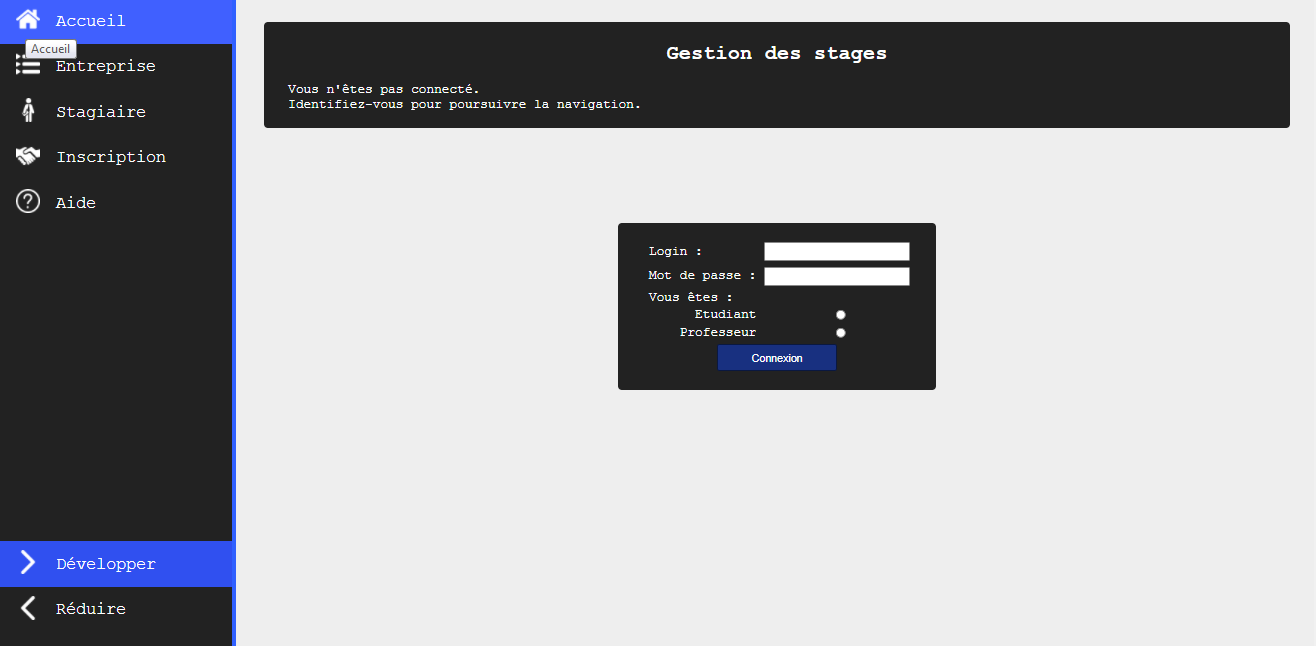 Accueil
Accueil
Entreprise
Stagiaire
Inscription
Aide
Développer
Réduire
Gestion des stages
Vous n'êtes pas connecté.
Identifiez-vous pour poursuivre la navigation.
Login :
Mot de passe :
Vous êtes :
Etudiant
Professeur
Connexion